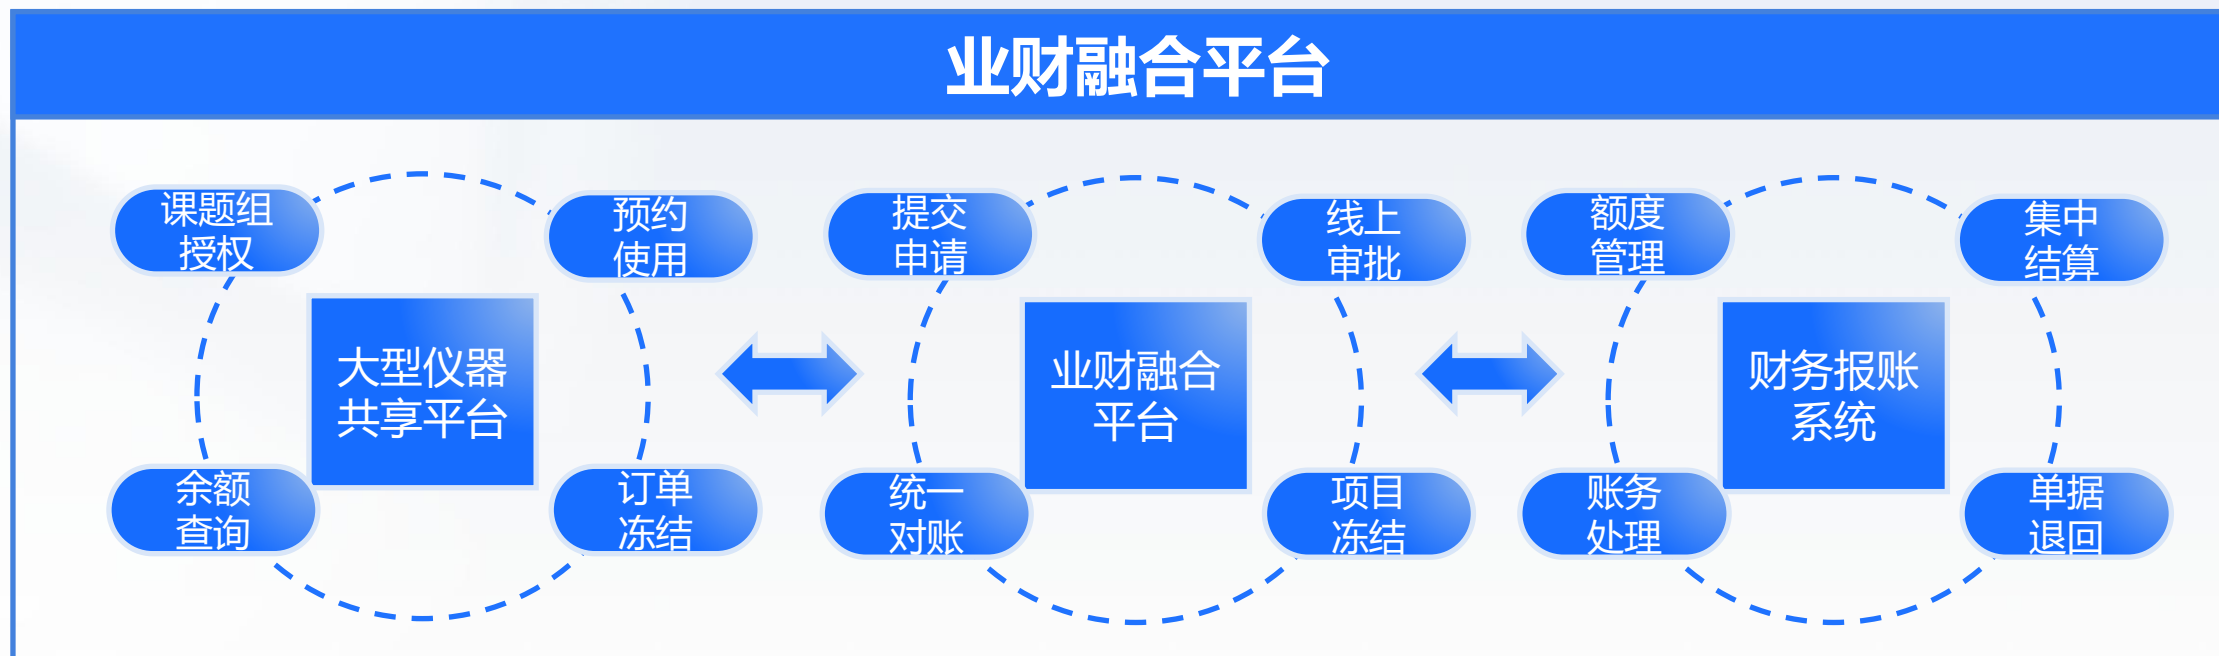 业财融合平台
课题组
授权
预约
使用
大型仪器
共享平台
余额
查询
订单
冻结
提交
申请
线上
审批
业财融合
平台
统一
对账
项目
冻结
额度
管理
集中
结算
财务报账
系统
账务
处理
单据
退回